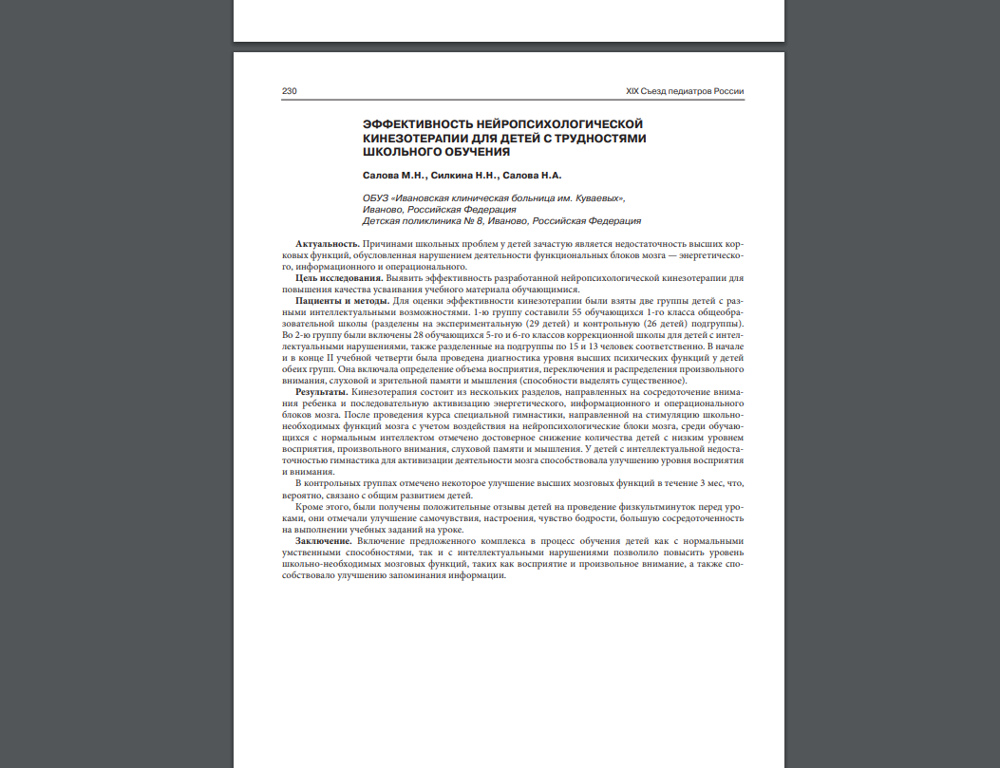 230
XIX Съезд педиатров России
ЭФФЕКТИВНОСТЬ НЕЙРОПСИХОЛОГИЧЕСКОЙ
КИНЕЗОТЕРАПИИ ДЛЯ ДЕТЕЙ С ТРУДНОСТЯМИ
ШКОЛЬНОГО ОБУЧЕНИЯ
Салова М.Н., Силкина Н.Н., Салова Н.А.
ОБУЗ «Ивановская клиническая больница им. Куваевых»,
Иваново, Российская Федерация
Детская поликлиника № 8, Иваново, Российская Федерация
Актуальность. Причинами школьных проблем у детей зачастую является недостаточность высших кор-
ковых функций, обусловленная нарушением деятельности функциональных блоков мозга — энергетическо-
го, информационного и операционального.
Цель исследования. Выявить эффективность разработанной нейропсихологической кинезотерапии для
повышения качества усваивания учебного материала обучающимися.
Пациенты и методы. Для оценки эффективности кинезотерапии были взяты две группы детей с раз-
ными интеллектуальными возможностями. 1-ю группу составили 55 обучающихся 1-го класса общеобра-
зовательной школы (разделены на экспериментальную (29 детей) и контрольную (26 детей) подгруппы).
Во 2-ю группу были включены 28 обучающихся 5-го и 6-го классов коррекционной школы для детей с интел-
лектуальными нарушениями, также разделенные на подгруппы по 15 и 13 человек соответственно. В начале
и в конце II учебной четверти была проведена диагностика уровня высших психических функций у детей
обеих групп. Она включала определение объема восприятия, переключения и распределения произвольного
внимания, слуховой и зрительной памяти и мышления (способности выделять существенное).
Результаты. Кинезотерапия состоит из нескольких разделов, направленных на сосредоточение внима-
ния ребенка и последовательную активизацию энергетического, информационного и операционального
блоков мозга. После проведения курса специальной гимнастики, направленной на стимуляцию школьно-
необходимых функций мозга с учетом воздействия на нейропсихологические блоки мозга, среди обучаю-
щихся с нормальным интеллектом отмечено достоверное снижение количества детей с низким уровнем
восприятия, произвольного внимания, слуховой памяти и мышления. У детей с интеллектуальной недоста-
точностью гимнастика для активизации деятельности мозга способствовала улучшению уровня восприятия
и внимания.
В контрольных группах отмечено некоторое улучшение высших мозговых функций в течение 3 мес, что,
вероятно, связано с общим развитием детей.
Кроме этого, были получены положительные отзывы детей на проведение физкультминуток перед уро-
ками, они отмечали улучшение самочувствия, настроения, чувство бодрости, большую сосредоточенность
на выполнении учебных заданий на уроке.
Заключение. Включение предложенного комплекса в процесс обучения детей как с нормальными
умственными способностями, так и с интеллектуальными нарушениями позволило повысить уровень
школьно-необходимых мозговых функций, таких как восприятие и произвольное внимание, а также спо-
собствовало улучшению запоминания информации.